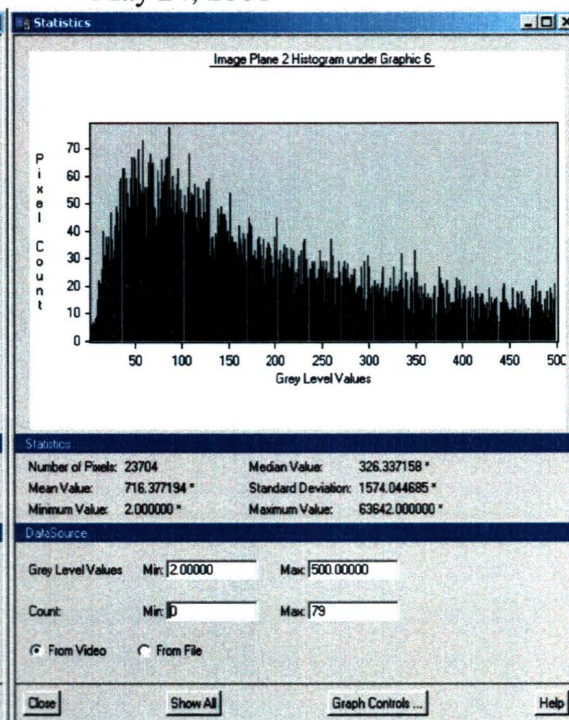 Statistics
Image Plane 2 Histogram under Graphic 6
Pixel Count
70
60
50
40
30
20
10
0
50 100 150 200 250 300 350 400 450 500
Grey Level Values
Statistics
Number of Pixels: 23704 Median Value: 326.337158 *
Mean Value: 716.377194 * Standard Deviation: 1574.044685 *
Minimum Value: 2.000000 * Maximum Value: 63642.000000 *
DataSource
Grey Level Values Min: 2.00000 Max: 500.00000
Count: Min: 0 Max: 79
From Video From File
Close Show All Graph Controls ... Help